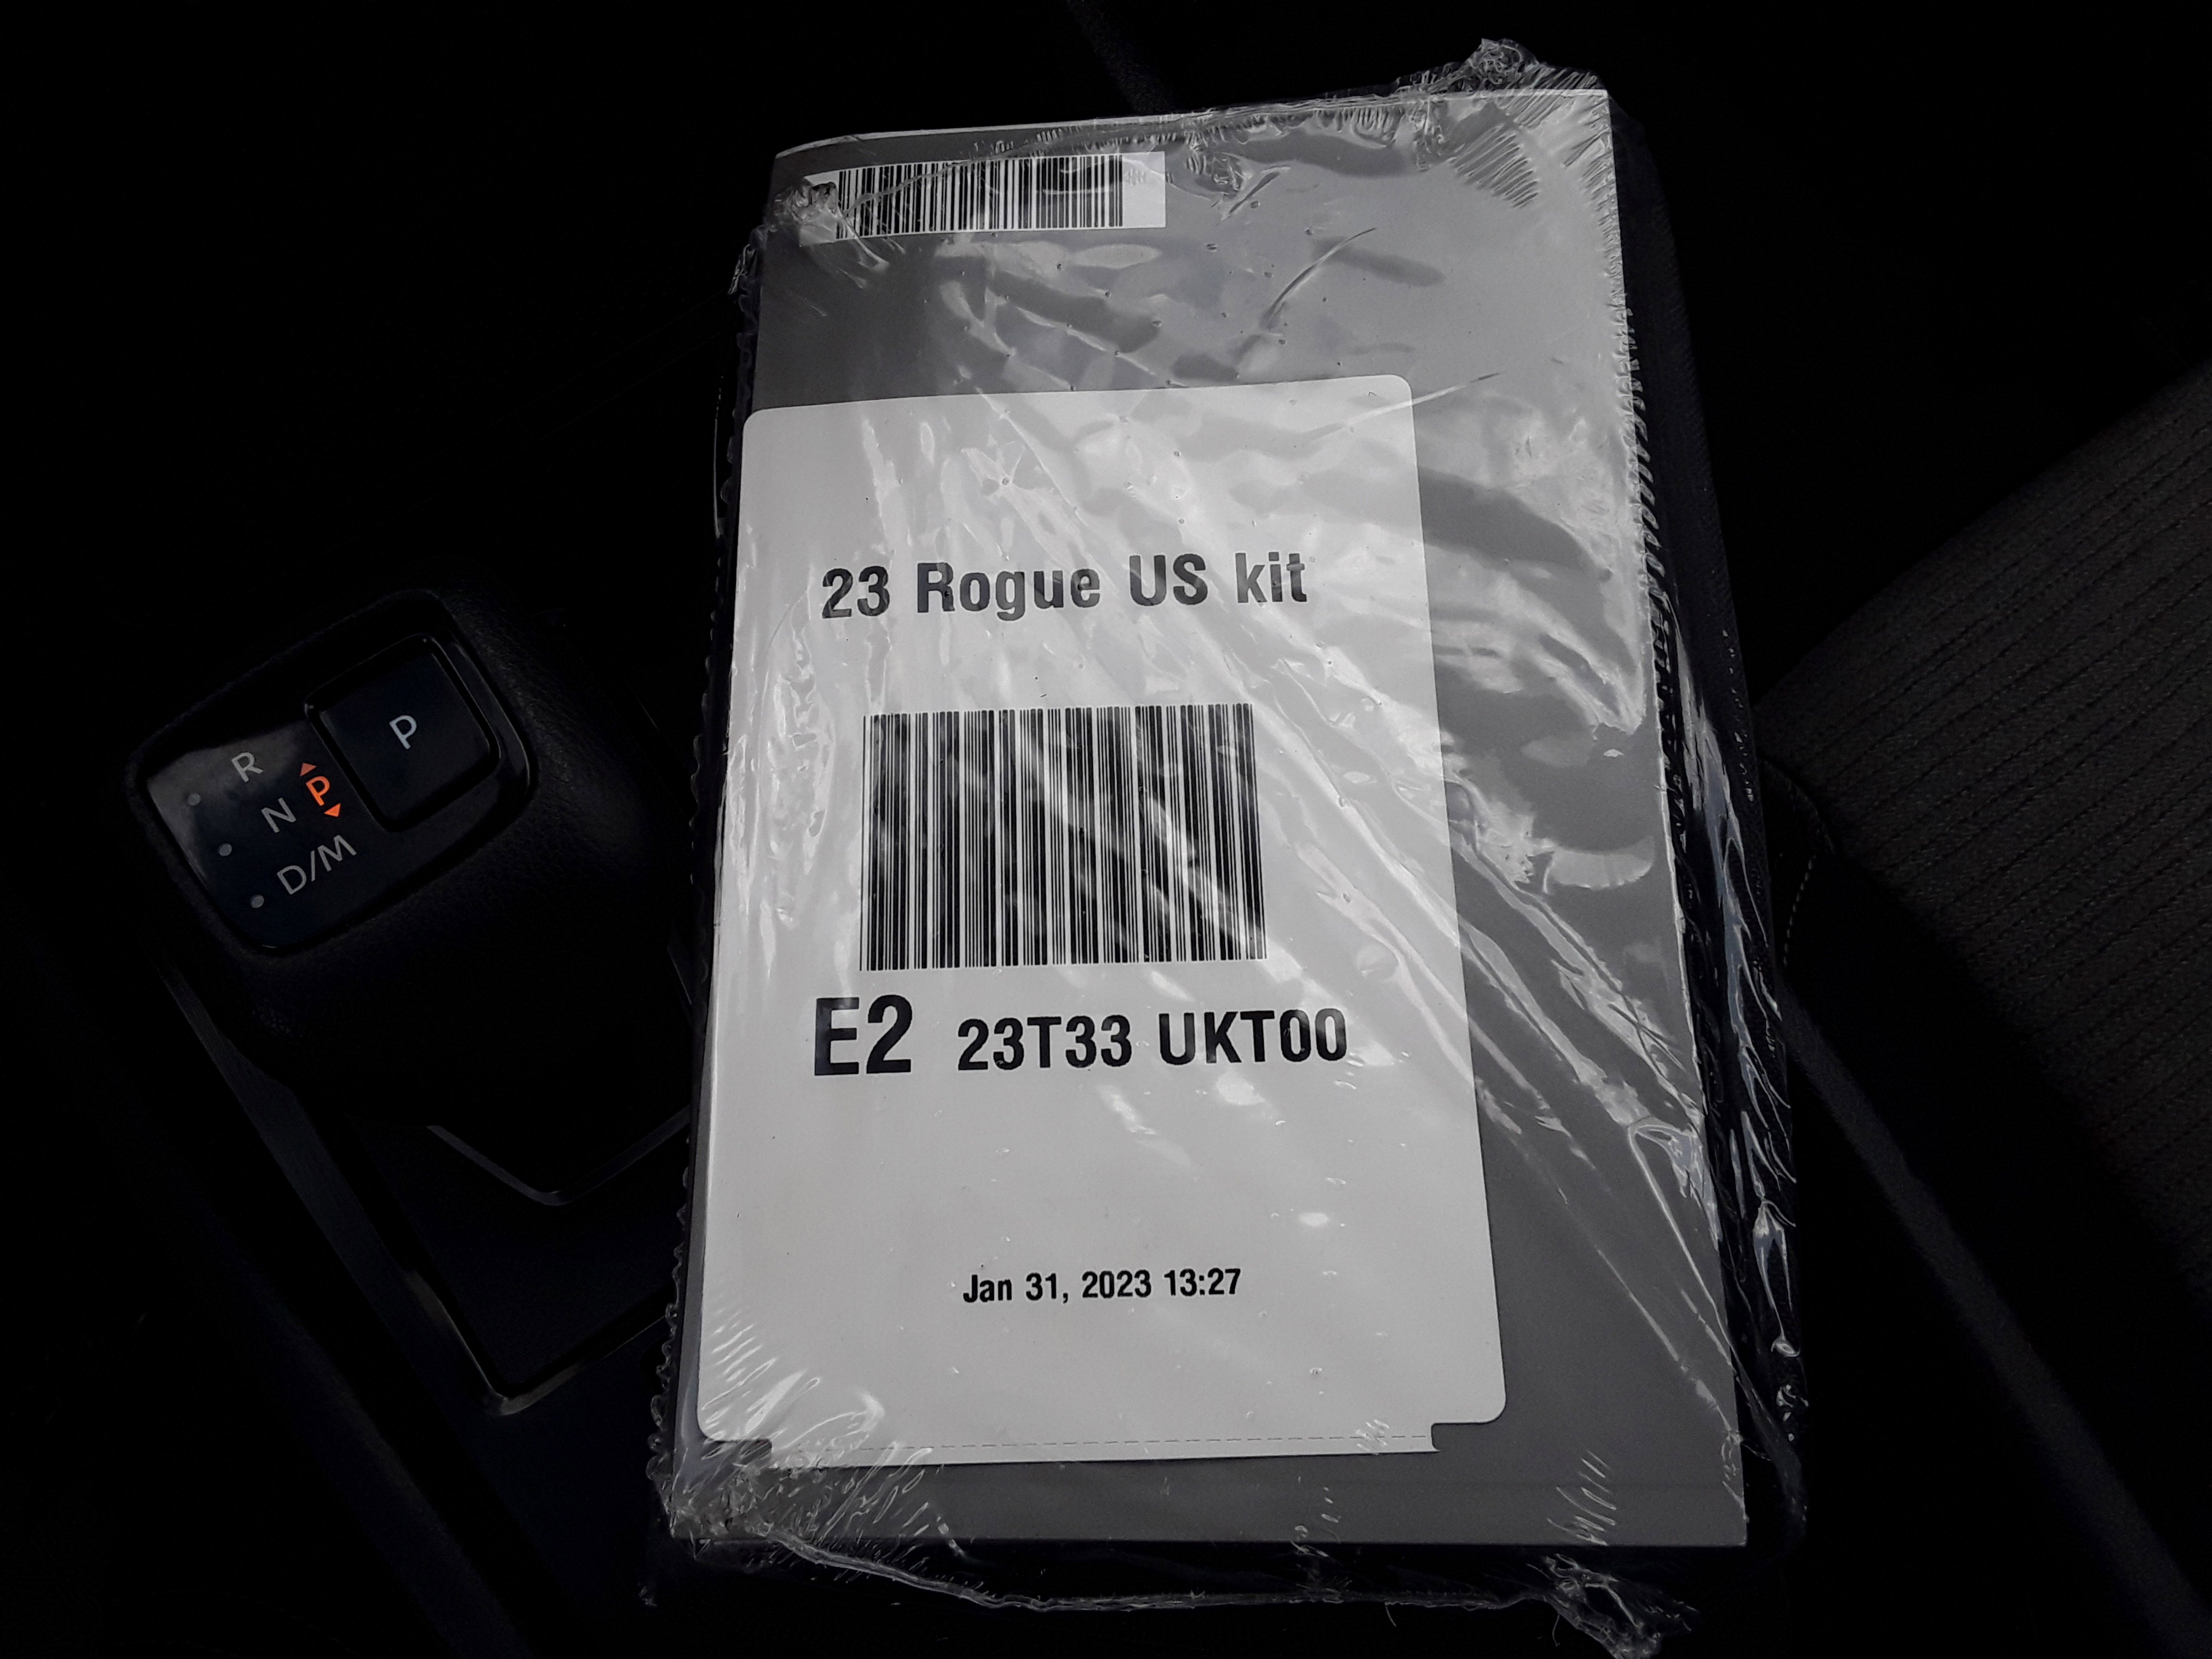 23 Rogue US kit
E2 23T33 UKT00
Jan 31, 2023 13:27
P
R
N P
D/M